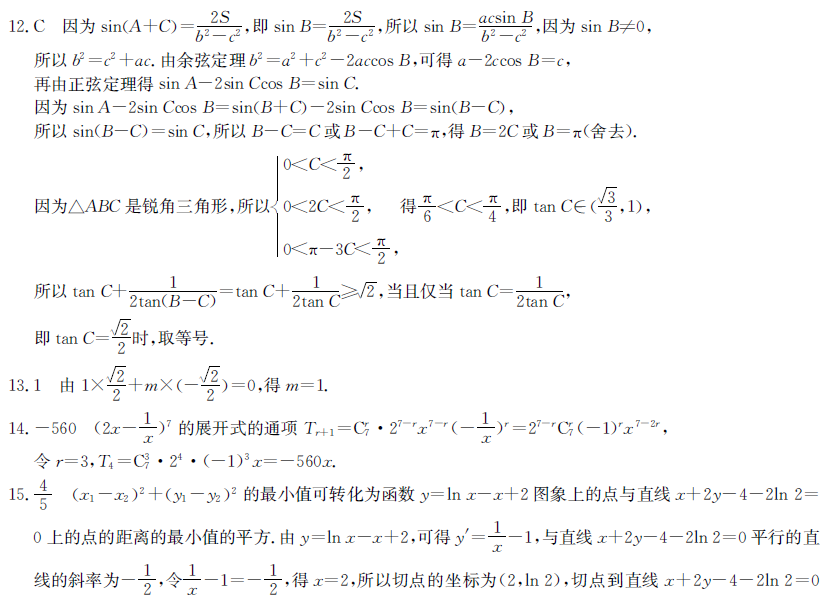 12. C 因为 sin(A+C)=2S/(b²−c²),即 sin B=2S/(b²−c²),所以 sin B=acsin B/(b²−c²),因为 sin B≠0,
所以 b²=c²+ac. 由余弦定理 b²=a²+c²−2accos B,可得 a−2ccos B=c,
再由正弦定理得 sin A−2sin Ccos B=sin C.
因为 sin A−2sin Ccos B=sin(B+C)−2sin Ccos B=sin(B−C),
所以 sin(B−C)=sin C,所以 B−C=C 或 B−C+C=π,得 B=2C 或 B=π(舍去).
因为△ABC 是锐角三角形,所以{0<C<π/2, 0<2C<π/2, 0<π−3C<π/2, 得 π/6<C<π/4,即 tan C∈(√3/3,1),
所以 tan C+1/(2tan(B−C))=tan C+1/(2tan C)≥√2,当且仅当 tan C=1/(2tan C),
即 tan C=√2/2时,取等号.
13. 1 由 1×√2/2+m×(−√2/2)=0,得 m=1.
14. −560 (2x−1/x)⁷ 的展开式的通项 Tᵣ₊₁=C₇ʳ·2⁷⁻ʳx⁷⁻ʳ(−1/x)ʳ=2⁷⁻ʳC₇ʳ(−1)ʳx⁷⁻²ʳ,
令 r=3,T₄=C₇³·2⁴·(−1)³x=−560x.
15. 4/5 (x₁−x₂)²+(y₁−y₂)² 的最小值可转化为函数 y=ln x−x+2 图象上的点与直线 x+2y−4−2ln 2=
0 上的点的距离的最小值的平方. 由 y=ln x−x+2,可得 y′=1/x−1,与直线 x+2y−4−2ln 2=0 平行的直
线的斜率为−1/2,令1/x−1=−1/2,得 x=2,所以切点的坐标为(2,ln 2),切点到直线 x+2y−4−2ln 2=0